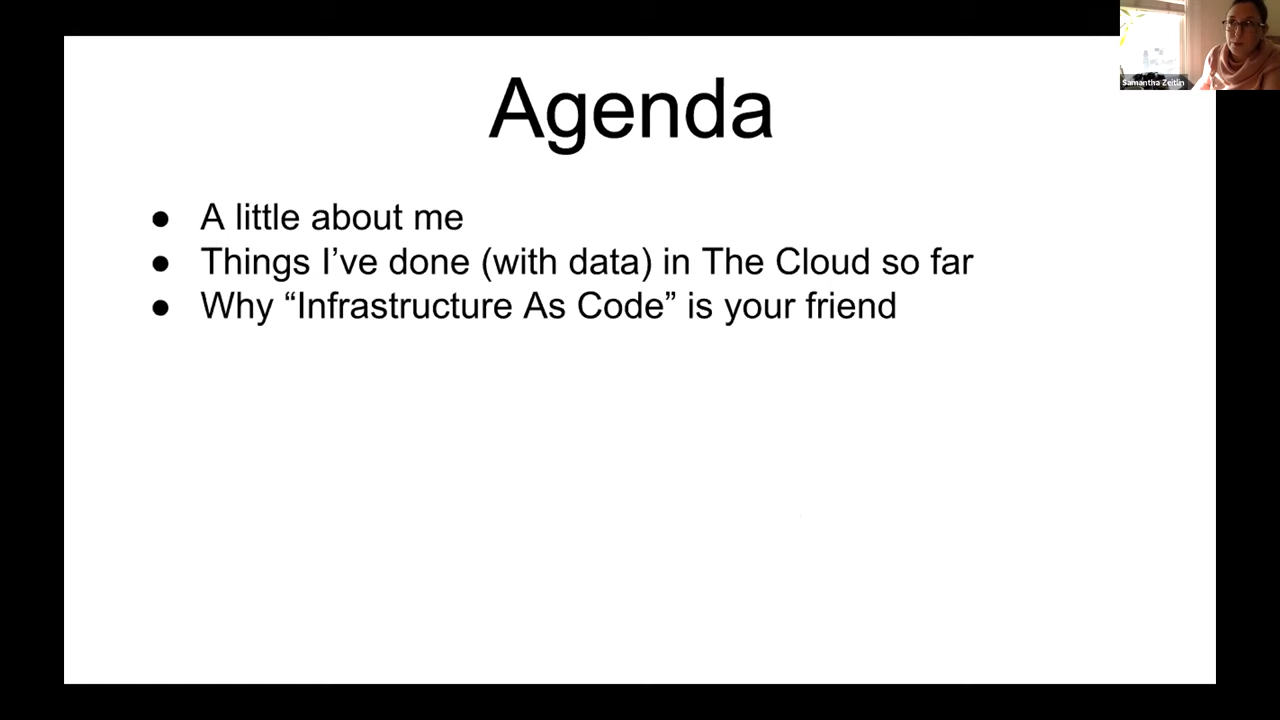 Samantha Zeitlin
Agenda
● A little about me
● Things I’ve done (with data) in The Cloud so far
● Why “Infrastructure As Code” is your friend